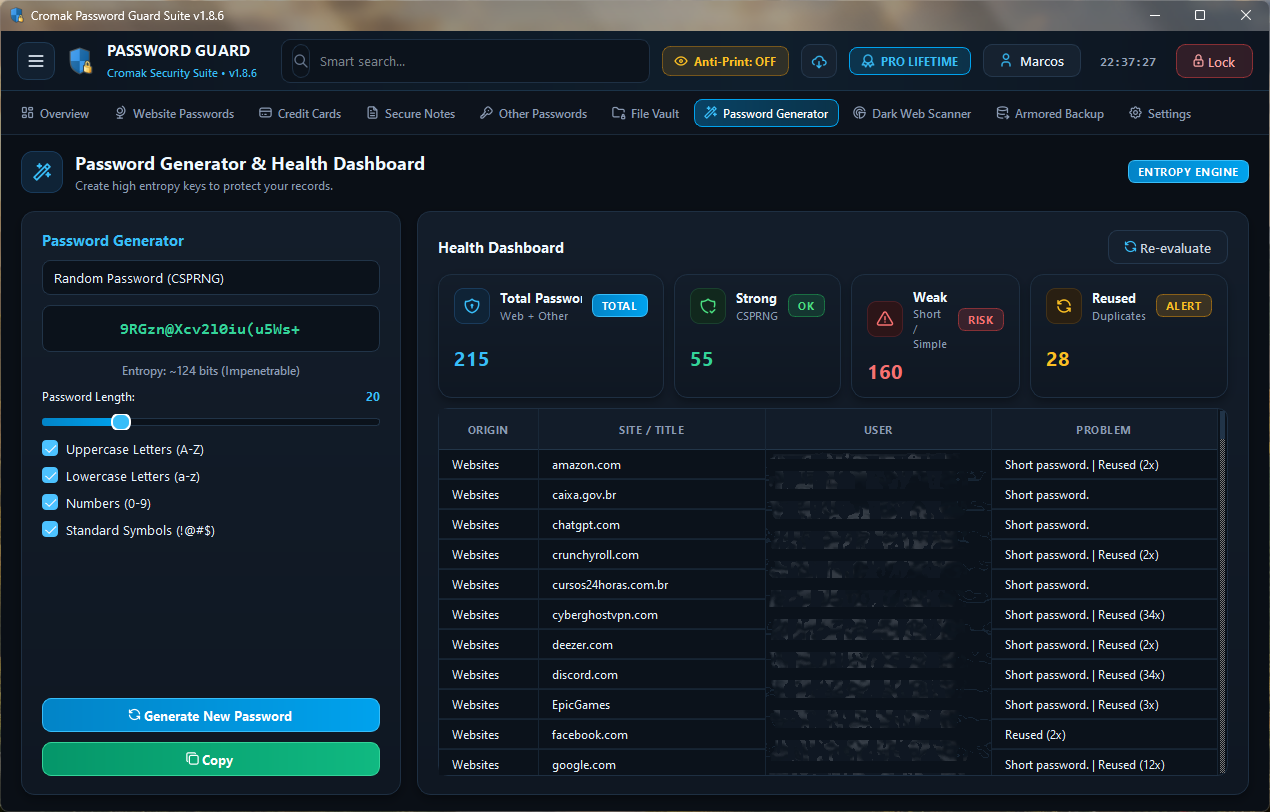 Cromak Password Guard Suite v1.8.6
PASSWORD GUARD
Cromak Security Suite • v1.8.6
Smart search...
Anti-Print: OFF
PRO LIFETIME
Marcos
22:37:27
Lock
Overview
Website Passwords
Credit Cards
Secure Notes
Other Passwords
File Vault
Password Generator
Dark Web Scanner
Armored Backup
Settings
Password Generator & Health Dashboard
Create high entropy keys to protect your records.
ENTROPY ENGINE
Password Generator
Random Password (CSPRNG)
9RGzn@Xcv210iu(u5Ws+
Entropy: ~124 bits (Impenetrable)
Password Length: 20
Uppercase Letters (A-Z)
Lowercase Letters (a-z)
Numbers (0-9)
Standard Symbols (!@#$)
Generate New Password
Copy
Health Dashboard
Re-evaluate
Total Passwor
Web + Other
TOTAL
215
Strong
CSPRNG
OK
55
Weak
Short
/
Simple
RISK
160
Reused
Duplicates
ALERT
28
ORIGIN SITE / TITLE USER PROBLEM
Websites amazon.com Short password. | Reused (2x)
Websites caixa.gov.br Short password.
Websites chatgpt.com Short password.
Websites crunchyroll.com Short password. | Reused (2x)
Websites cursos24horas.com.br Short password.
Websites cyberghostvpn.com Short password. | Reused (34x)
Websites deezer.com Short password. | Reused (2x)
Websites discord.com Short password. | Reused (34x)
Websites EpicGames Short password. | Reused (3x)
Websites facebook.com Reused (2x)
Websites google.com Short password. | Reused (12x)